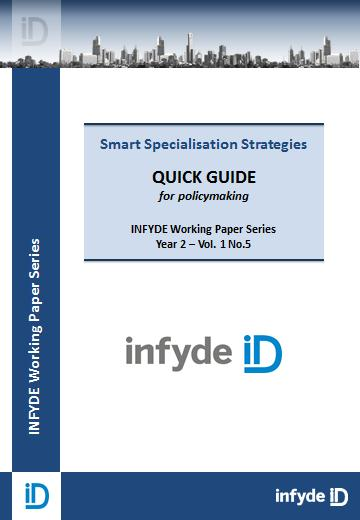 iD
Smart Specialisation Strategies
QUICK GUIDE
for policymaking
INFYDE Working Paper Series
Year 2 – Vol. 1 No.5
INFYDE Working Paper Series
infyde iD
iD
infyde iD